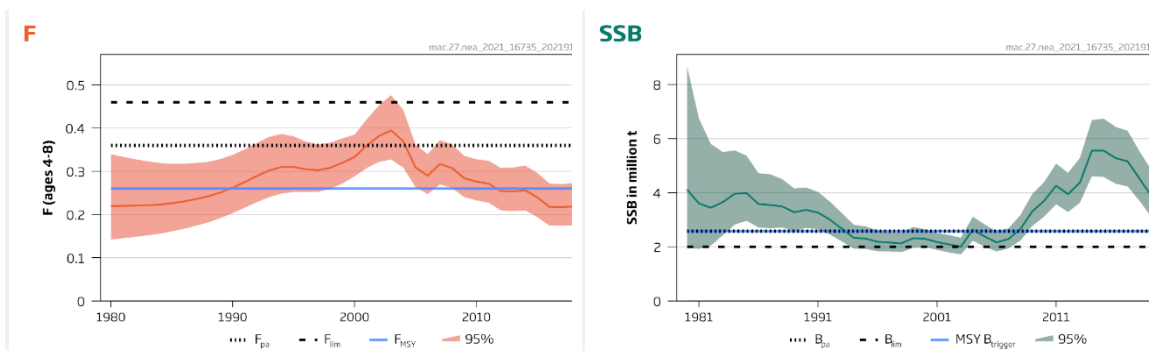 F
mac.27.nea_2021_16735_202191
F (ages 4-8)
0.5
0.4
0.3
0.2
0.1
0
1980
1990
2000
2010
Fpa
Flim
FMSY
95%
SSB
mac.27.nea_2021_16735_202191
SSB in million t
8
6
4
2
0
1981
1991
2001
2011
Bpa
Blim
MSY Btrigger
95%